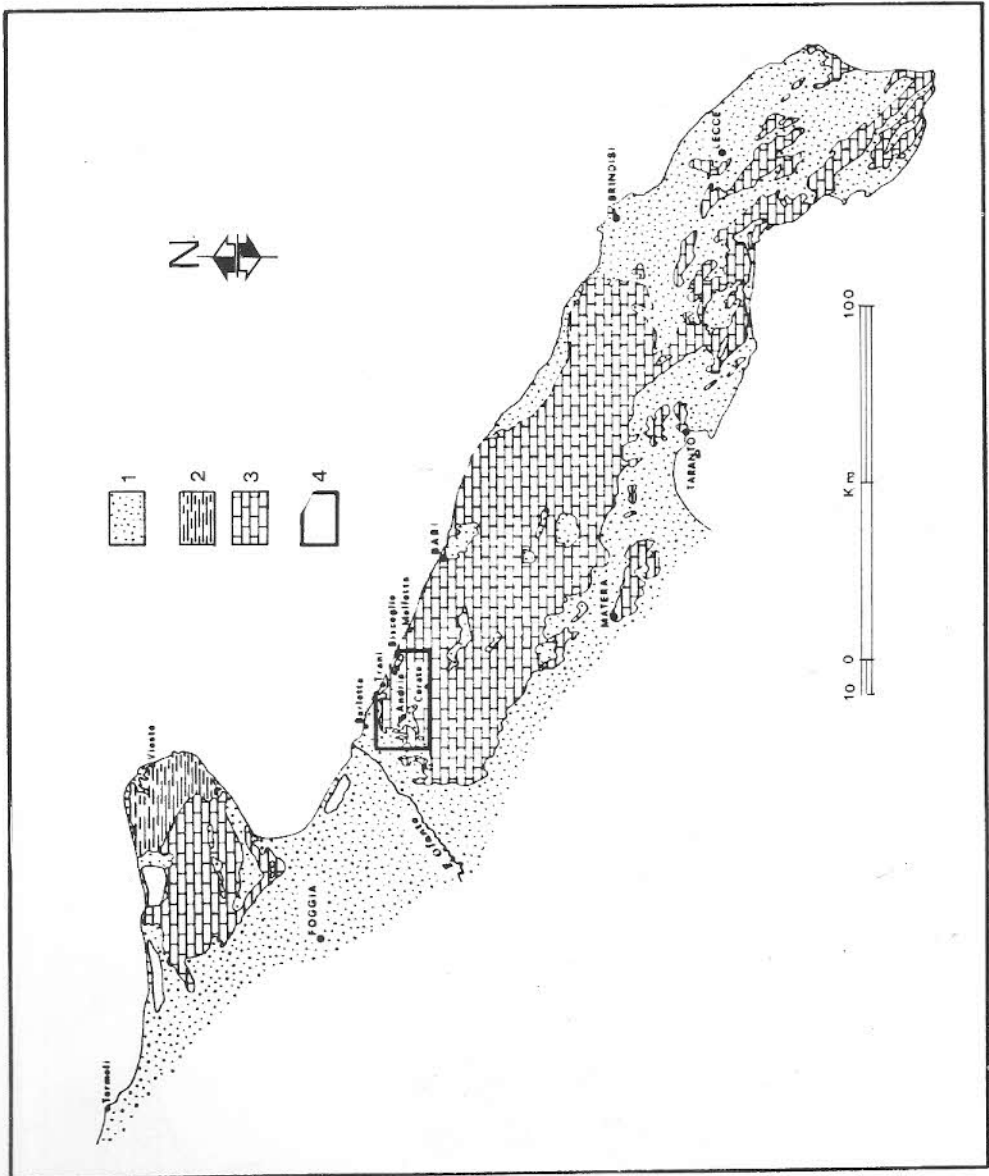 N
1
2
3
4
Termoli
Vieste
FOGGIA
F. Ofanto
Barletta
Trani
Andria
Bisceglie
Corato
Molfetta
BARI
MATERA
TARANTO
BRINDISI
LECCE
10 0 Km 100